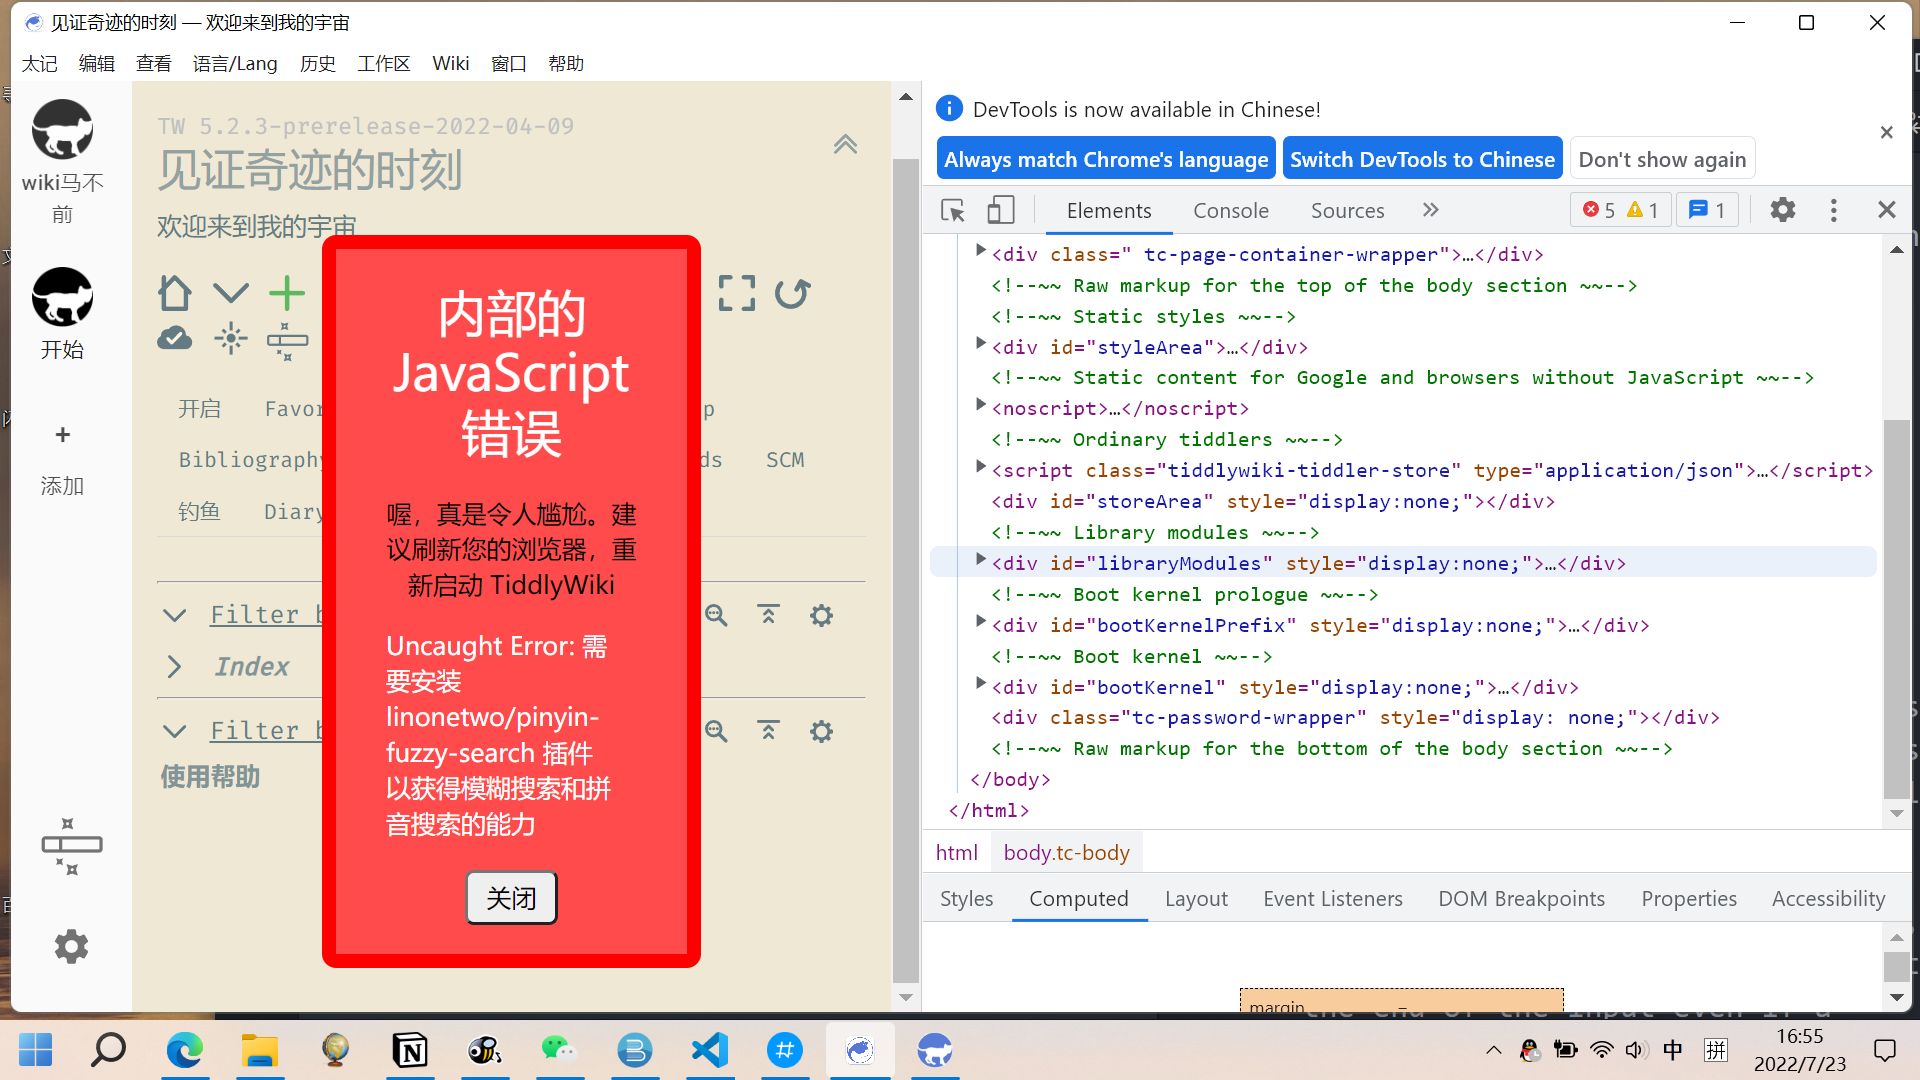 见证奇迹的时刻 — 欢迎来到我的宇宙
太记 编辑 查看 语言/Lang 历史 工作区 Wiki 窗口 帮助
wiki马不前
开始
+
添加
TW 5.2.3-prerelease-2022-04-09
见证奇迹的时刻
欢迎来到我的宇宙
开启 Favor p
Bibliography ds SCM
钓鱼 Diary
Filter b
Index
Filter b
使用帮助
内部的
JavaScript
错误
喔，真是令人尴尬。建
议刷新您的浏览器，重
新启动 TiddlyWiki
Uncaught Error: 需
要安装
linonetwo/pinyin-
fuzzy-search 插件
以获得模糊搜索和拼
音搜索的能力
关闭
DevTools is now available in Chinese!
Always match Chrome's language Switch DevTools to Chinese Don't show again
Elements Console Sources 5 1 1
<div class=" tc-page-container-wrapper">…</div>
<!--~~ Raw markup for the top of the body section ~~-->
<!--~~ Static styles ~~-->
<div id="styleArea">…</div>
<!--~~ Static content for Google and browsers without JavaScript ~~-->
<noscript>…</noscript>
<!--~~ Ordinary tiddlers ~~-->
<script class="tiddlywiki-tiddler-store" type="application/json">…</script>
<div id="storeArea" style="display:none;"></div>
<!--~~ Library modules ~~-->
<div id="libraryModules" style="display:none;">…</div>
<!--~~ Boot kernel prologue ~~-->
<div id="bootKernelPrefix" style="display:none;">…</div>
<!--~~ Boot kernel ~~-->
<div id="bootKernel" style="display:none;">…</div>
<div class="tc-password-wrapper" style="display: none;"></div>
<!--~~ Raw markup for the bottom of the body section ~~-->
</body>
</html>
html body.tc-body
Styles Computed Layout Event Listeners DOM Breakpoints Properties Accessibility
margin –
中 拼 16:55
2022/7/23